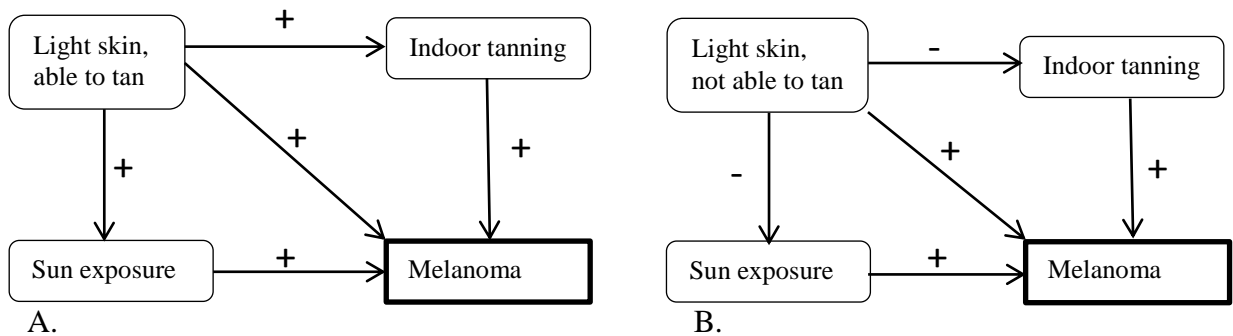 Light skin,
able to tan
+
Indoor tanning
+
+
+
Sun exposure
+
Melanoma
A.
Light skin,
not able to tan
-
Indoor tanning
-
+
+
Sun exposure
+
Melanoma
B.